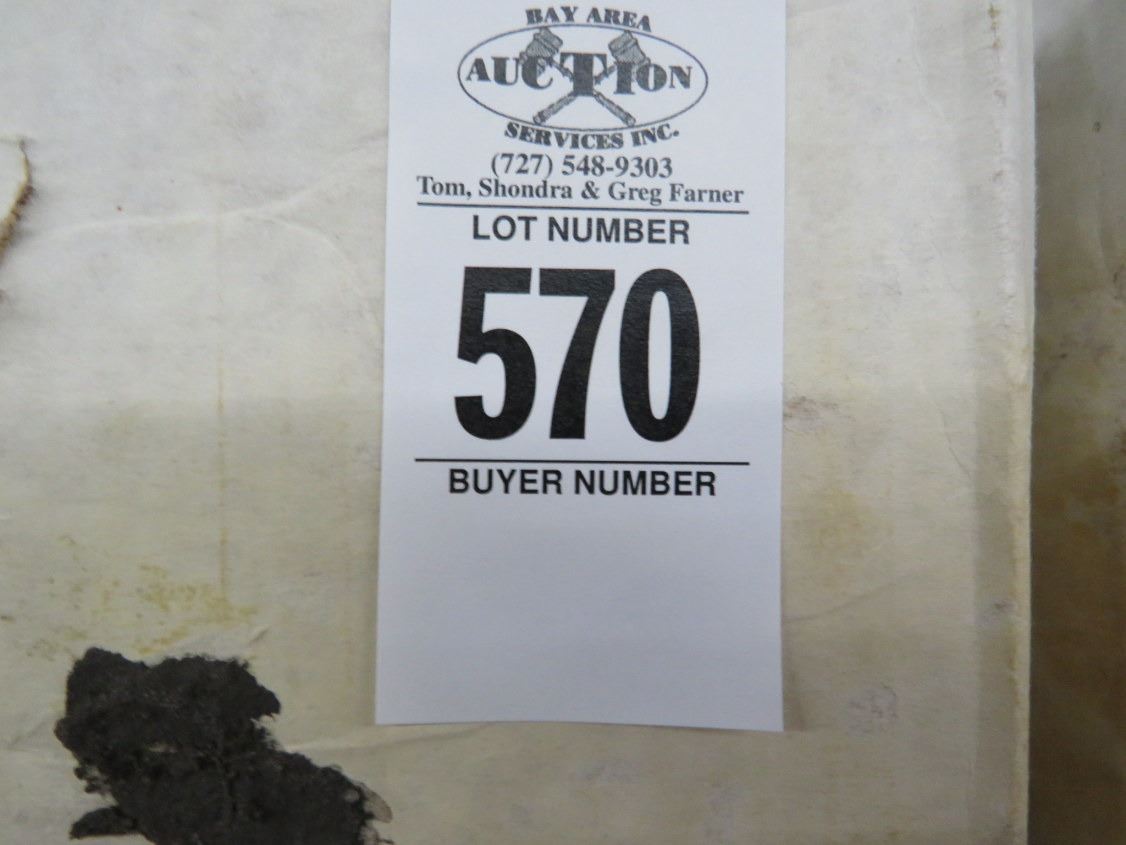 BAY AREA
AUCTION
SERVICES INC.
(727) 548-9303
Tom, Shondra & Greg Farner
LOT NUMBER
570
BUYER NUMBER